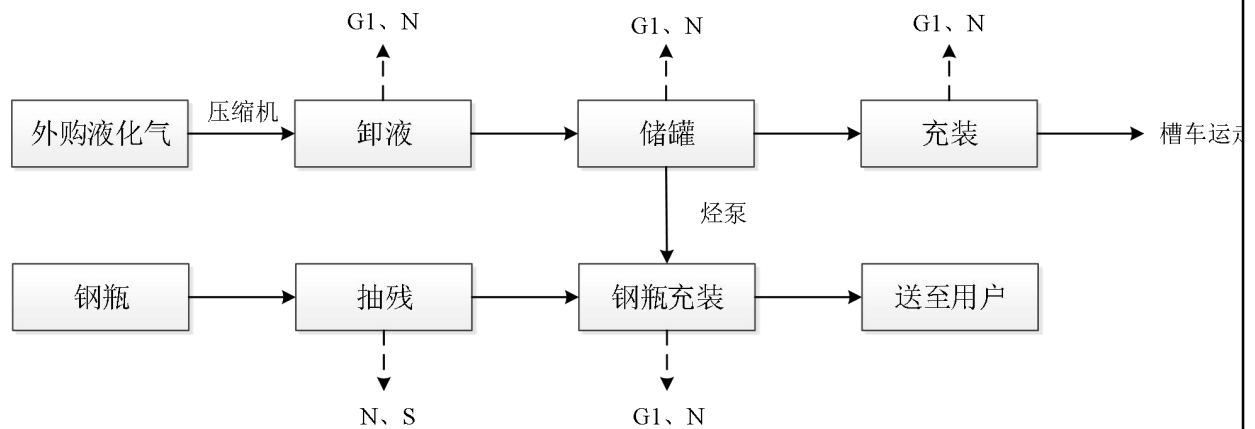 G1、N
G1、N
G1、N
外购液化气
压缩机
卸液
储罐
充装
槽车运走
烃泵
钢瓶
抽残
钢瓶充装
送至用户
N、S
G1、N